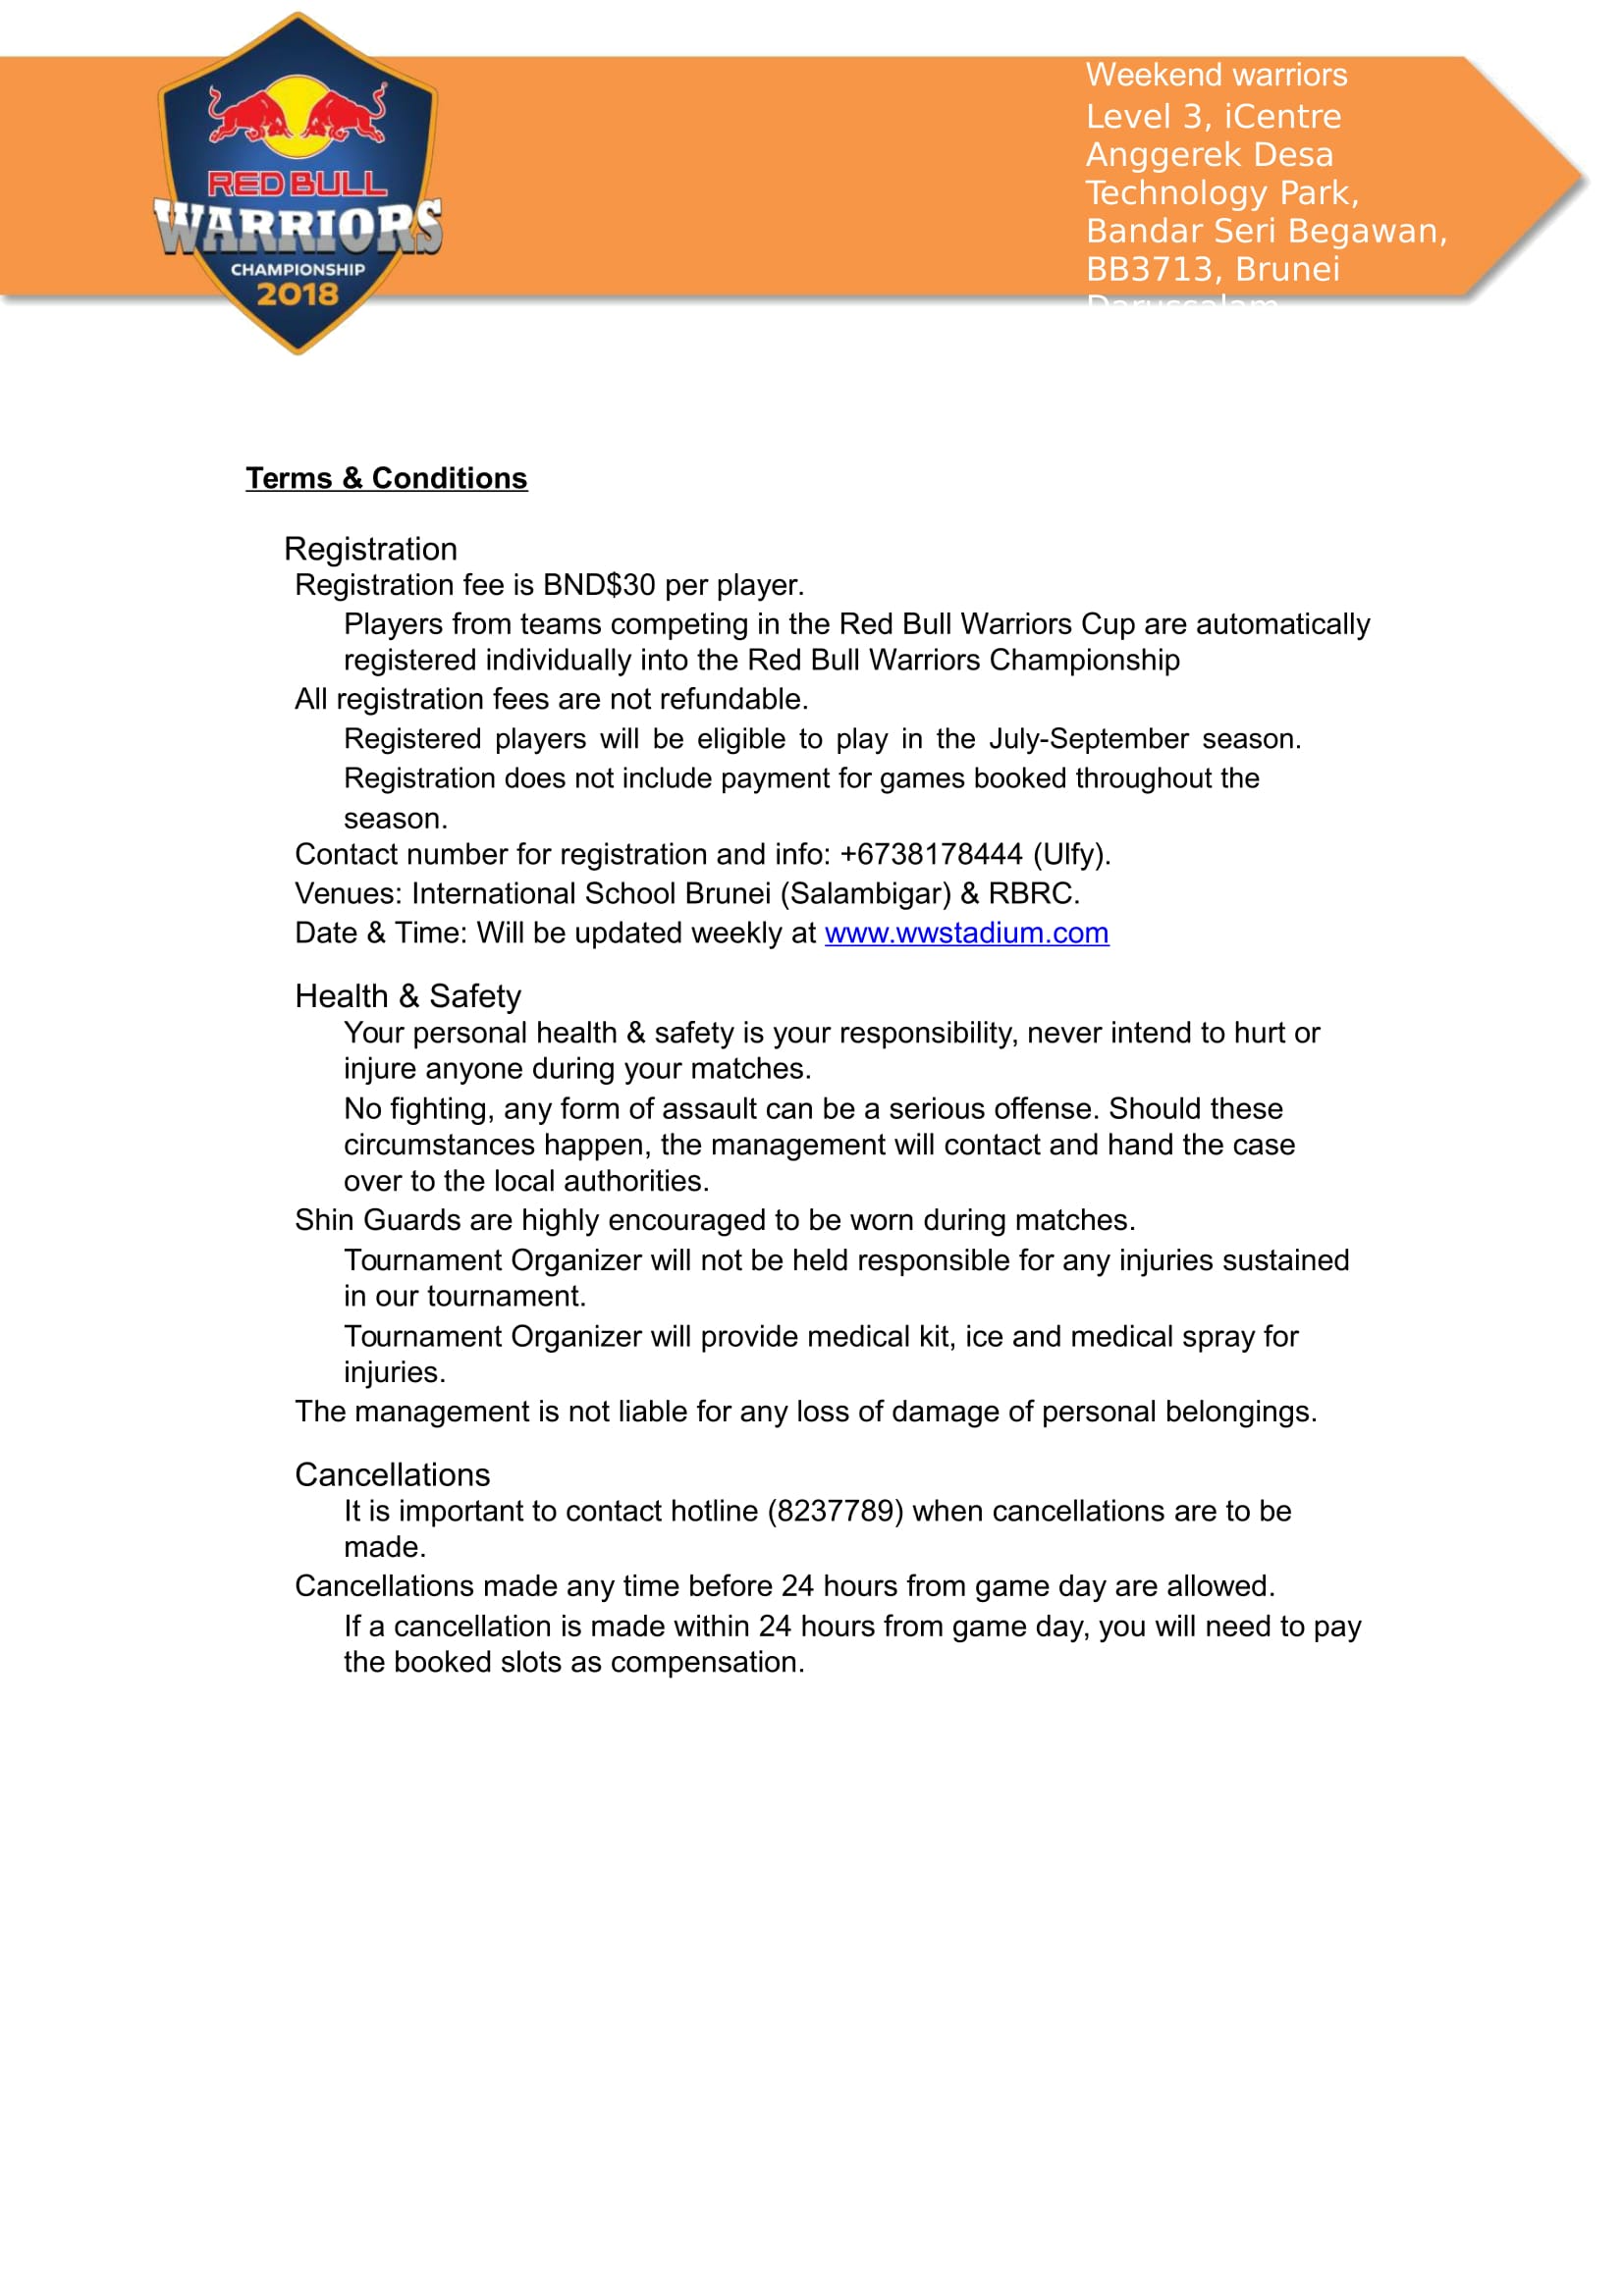 RED BULL
WARRIORS
CHAMPIONSHIP
2018
Weekend warriors
Level 3, iCentre
Anggerek Desa
Technology Park,
Bandar Seri Begawan,
BB3713, Brunei
Darussalam
Terms & Conditions
Registration
Registration fee is BND$30 per player.
Players from teams competing in the Red Bull Warriors Cup are automatically
registered individually into the Red Bull Warriors Championship
All registration fees are not refundable.
Registered players will be eligible to play in the July-September season.
Registration does not include payment for games booked throughout the
season.
Contact number for registration and info: +6738178444 (Ulfy).
Venues: International School Brunei (Salambigar) & RBRC.
Date & Time: Will be updated weekly at www.wwstadium.com
Health & Safety
Your personal health & safety is your responsibility, never intend to hurt or
injure anyone during your matches.
No fighting, any form of assault can be a serious offense. Should these
circumstances happen, the management will contact and hand the case
over to the local authorities.
Shin Guards are highly encouraged to be worn during matches.
Tournament Organizer will not be held responsible for any injuries sustained
in our tournament.
Tournament Organizer will provide medical kit, ice and medical spray for
injuries.
The management is not liable for any loss of damage of personal belongings.
Cancellations
It is important to contact hotline (8237789) when cancellations are to be
made.
Cancellations made any time before 24 hours from game day are allowed.
If a cancellation is made within 24 hours from game day, you will need to pay
the booked slots as compensation.